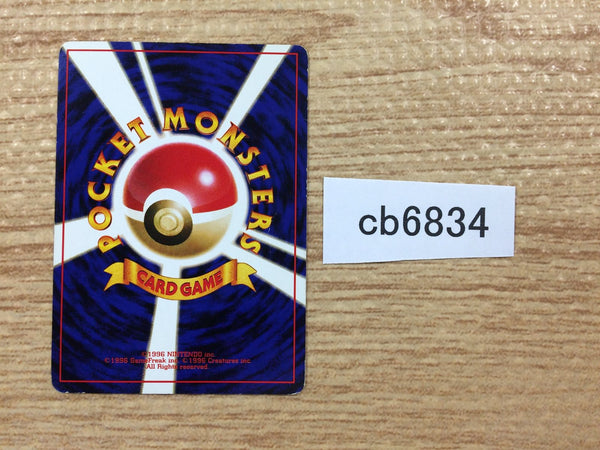 POCKET MONSTERS
CARD GAME
©1996 NINTENDO inc.
©1996 GameFreak inc. ©1996 Creatures inc.
All Rights reserved.
cb6834